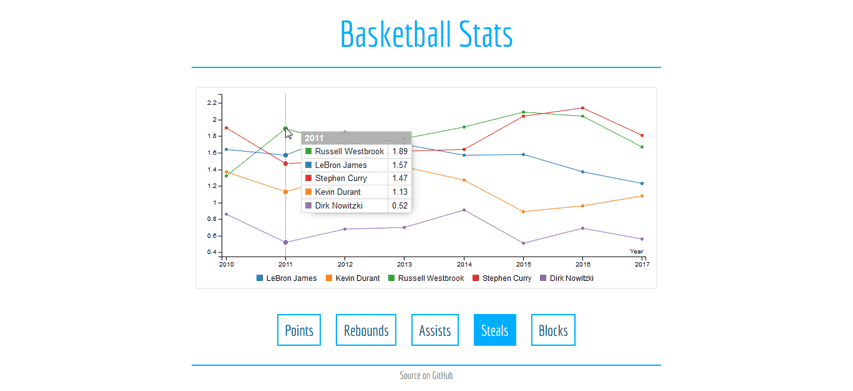 Basketball Stats
2.2
2
1.8
1.6
1.4
1.2
1
0.8
0.6
0.4
2011
Russell Westbrook 1.89
LeBron James 1.57
Stephen Curry 1.47
Kevin Durant 1.13
Dirk Nowitzki 0.52
Year
2010 2011 2012 2013 2014 2015 2016 2017
LeBron James Kevin Durant Russell Westbrook Stephen Curry Dirk Nowitzki
Points Rebounds Assists Steals Blocks
Source on GitHub